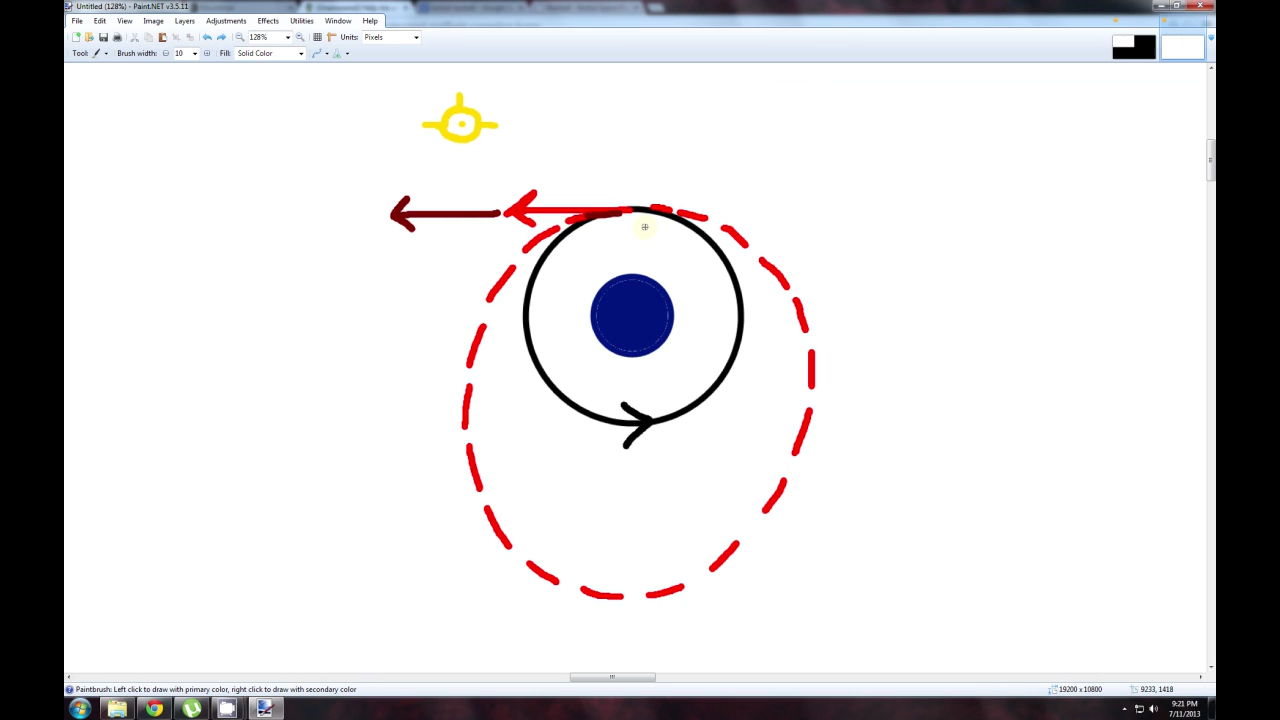 Untitled (128%) - Paint.NET v3.5.11
File Edit View Image Layers Adjustments Effects Utilities Window Help
128% Units: Pixels
Tool: Brush width: 10 Fill: Solid Color
Paintbrush: Left click to draw with primary color, right click to draw with secondary color
19200 x 10800
9233, 1418
9:21 PM
7/11/2013